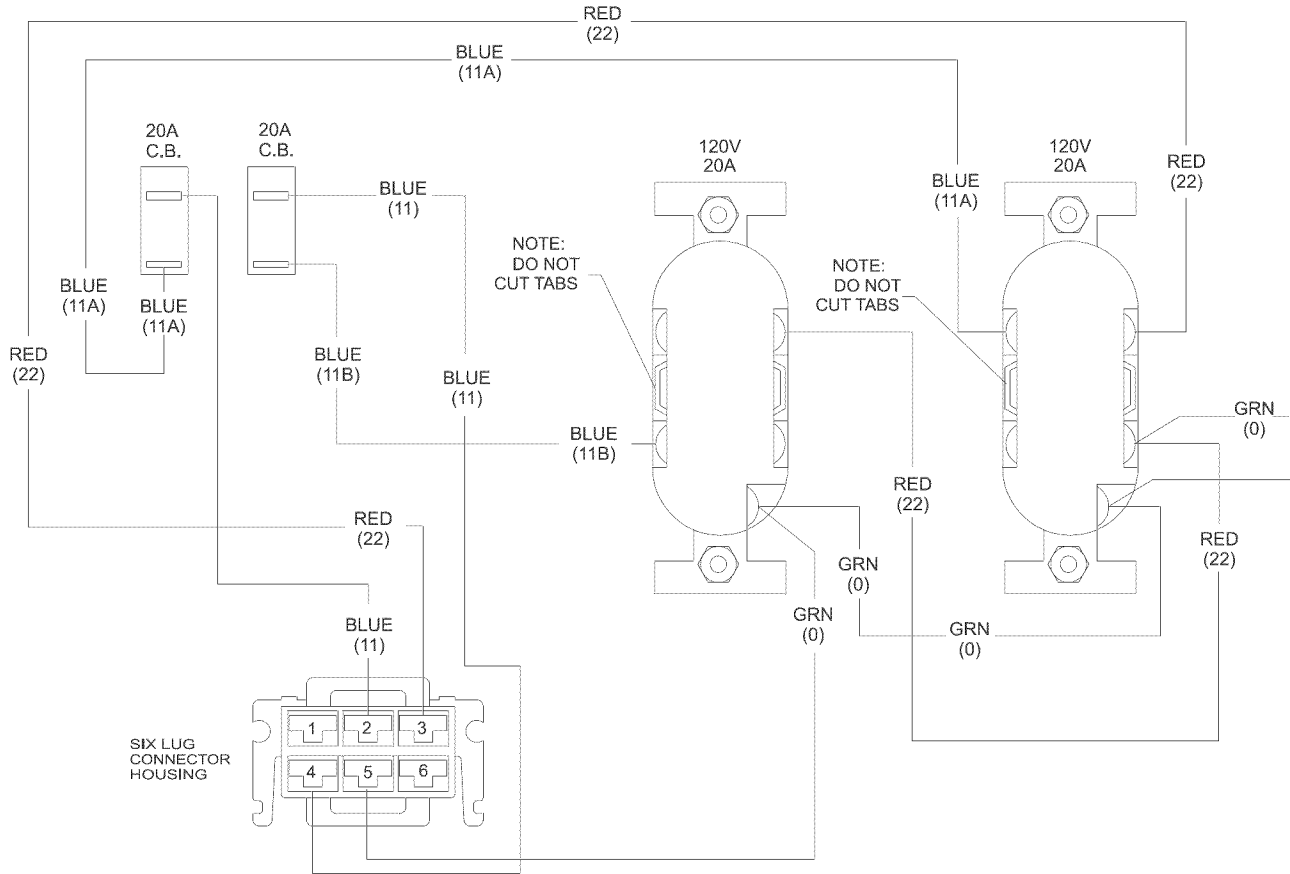 RED
(22)
BLUE
(11A)
20A
C.B.
20A
C.B.
120V
20A
120V
20A
RED
(22)
BLUE
(11)
BLUE
(11A)
NOTE:
DO NOT
CUT TABS
NOTE:
DO NOT
CUT TABS
BLUE
(11A)
BLUE
(11A)
RED
(22)
BLUE
(11B)
BLUE
(11)
GRN
(0)
BLUE
(11B)
RED
(22)
RED
(22)
RED
(22)
GRN
(0)
GRN
(0)
GRN
(0)
BLUE
(11)
1
2
3
4
5
6
SIX LUG
CONNECTOR
HOUSING